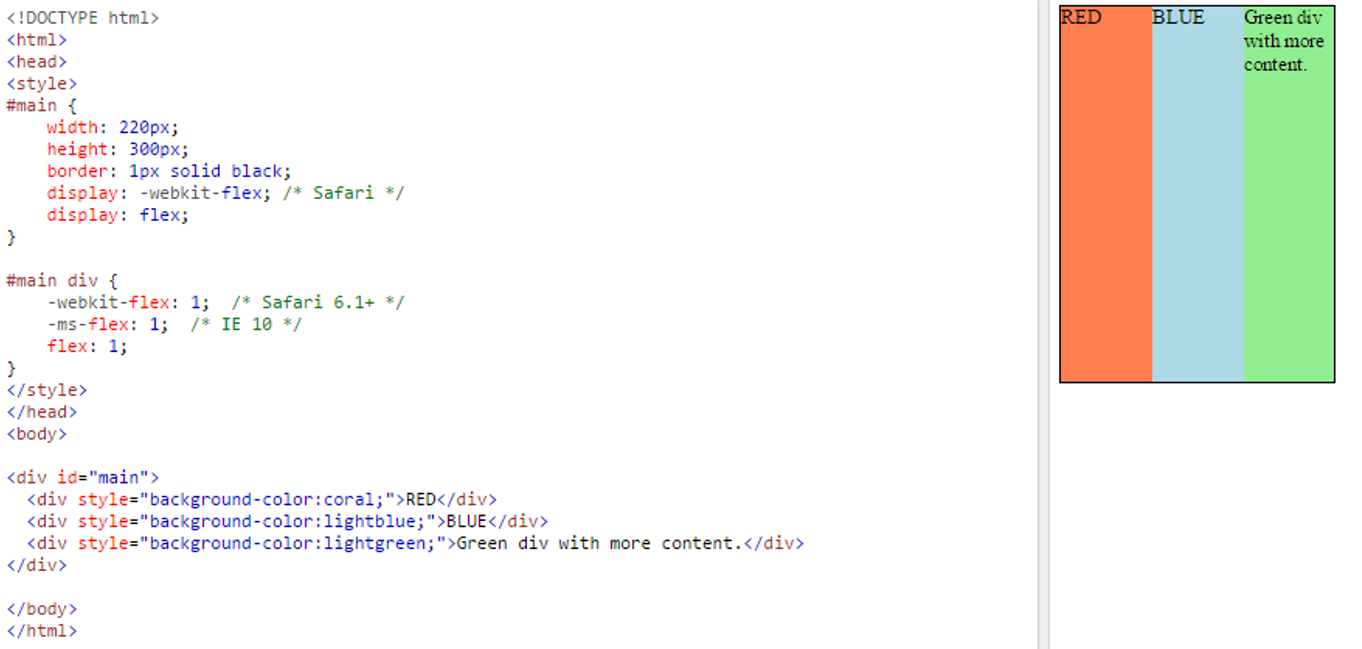 <!DOCTYPE html>
<html>
<head>
<style>
#main {
    width: 220px;
    height: 300px;
    border: 1px solid black;
    display: -webkit-flex; /* Safari */
    display: flex;
}

#main div {
    -webkit-flex: 1;  /* Safari 6.1+ */
    -ms-flex: 1;  /* IE 10 */
    flex: 1;
}
</style>
</head>
<body>

<div id="main">
  <div style="background-color:coral;">RED</div>
  <div style="background-color:lightblue;">BLUE</div>
  <div style="background-color:lightgreen;">Green div with more content.</div>
</div>

</body>
</html>
RED
BLUE
Green div
with more
content.